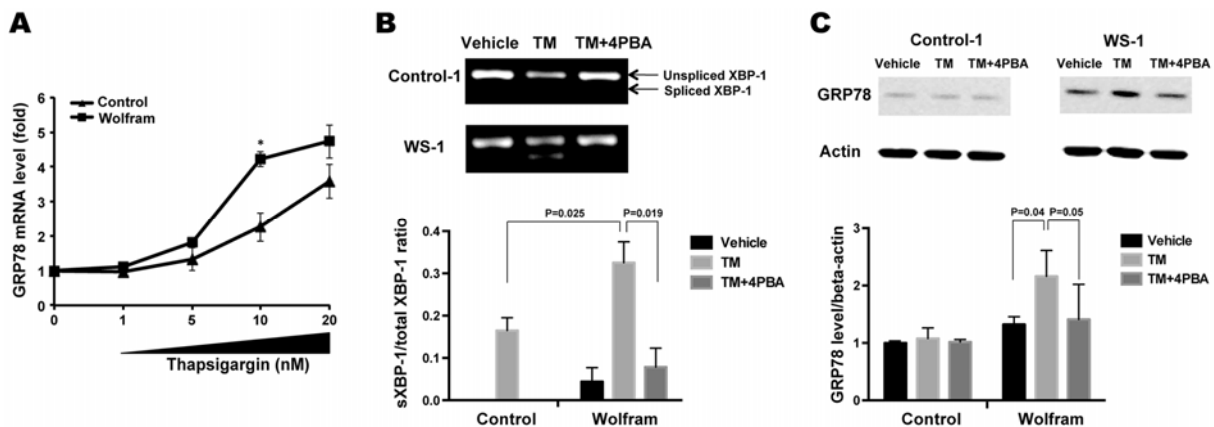 A
Control
Wolfram
GRP78 mRNA level (fold)
6
5
4
3
2
1
0
*
0 1 5 10 20
Thapsigargin (nM)
B
Vehicle TM TM+4PBA
Control-1
Unspliced XBP-1
Spliced XBP-1
WS-1
sXBP-1/total XBP-1 ratio
0.4
0.3
0.2
0.1
0.0
P=0.025
P=0.019
Vehicle
TM
TM+4PBA
Control Wolfram
C
Control-1 WS-1
Vehicle TM TM+4PBA Vehicle TM TM+4PBA
GRP78
Actin
GRP78 level/beta-actin
4
3
2
1
0
P=0.04 P=0.05
Vehicle
TM
TM+4PBA
Control Wolfram